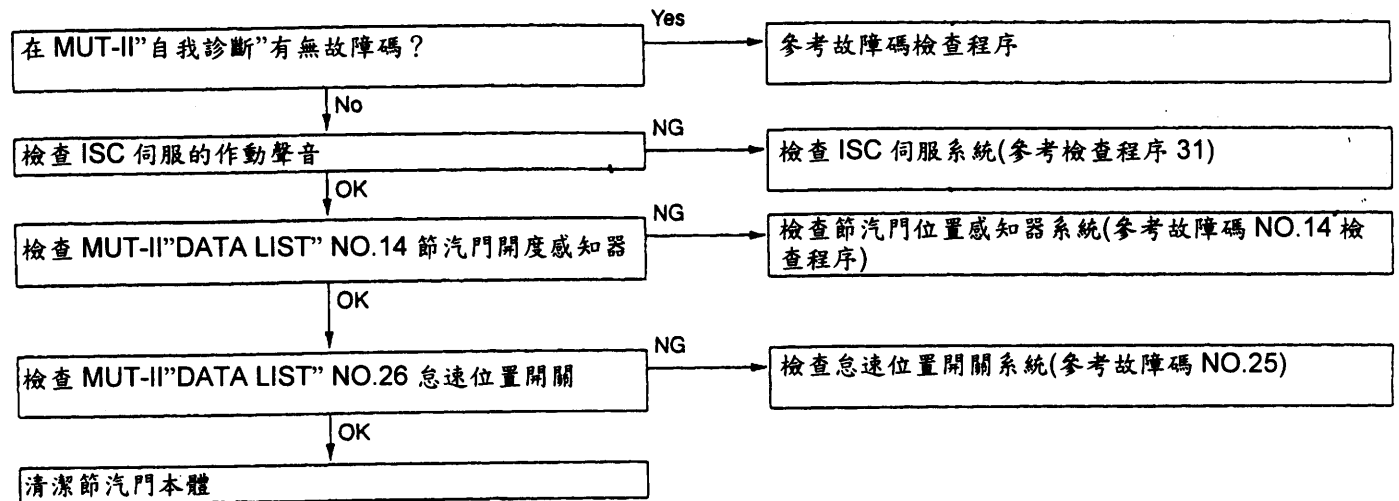 在 MUT-II”自我診斷”有無故障碼？
Yes
參考故障碼檢查程序
No
檢查 ISC 伺服的作動聲音
NG
檢查 ISC 伺服系統(參考檢查程序 31)
OK
檢查 MUT-II”DATA LIST” NO.14 節汽門開度感知器
NG
檢查節汽門位置感知器系統(參考故障碼 NO.14 檢
查程序)
OK
檢查 MUT-II”DATA LIST” NO.26 怠速位置開關
NG
檢查怠速位置開關系統(參考故障碼 NO.25)
OK
清潔節汽門本體